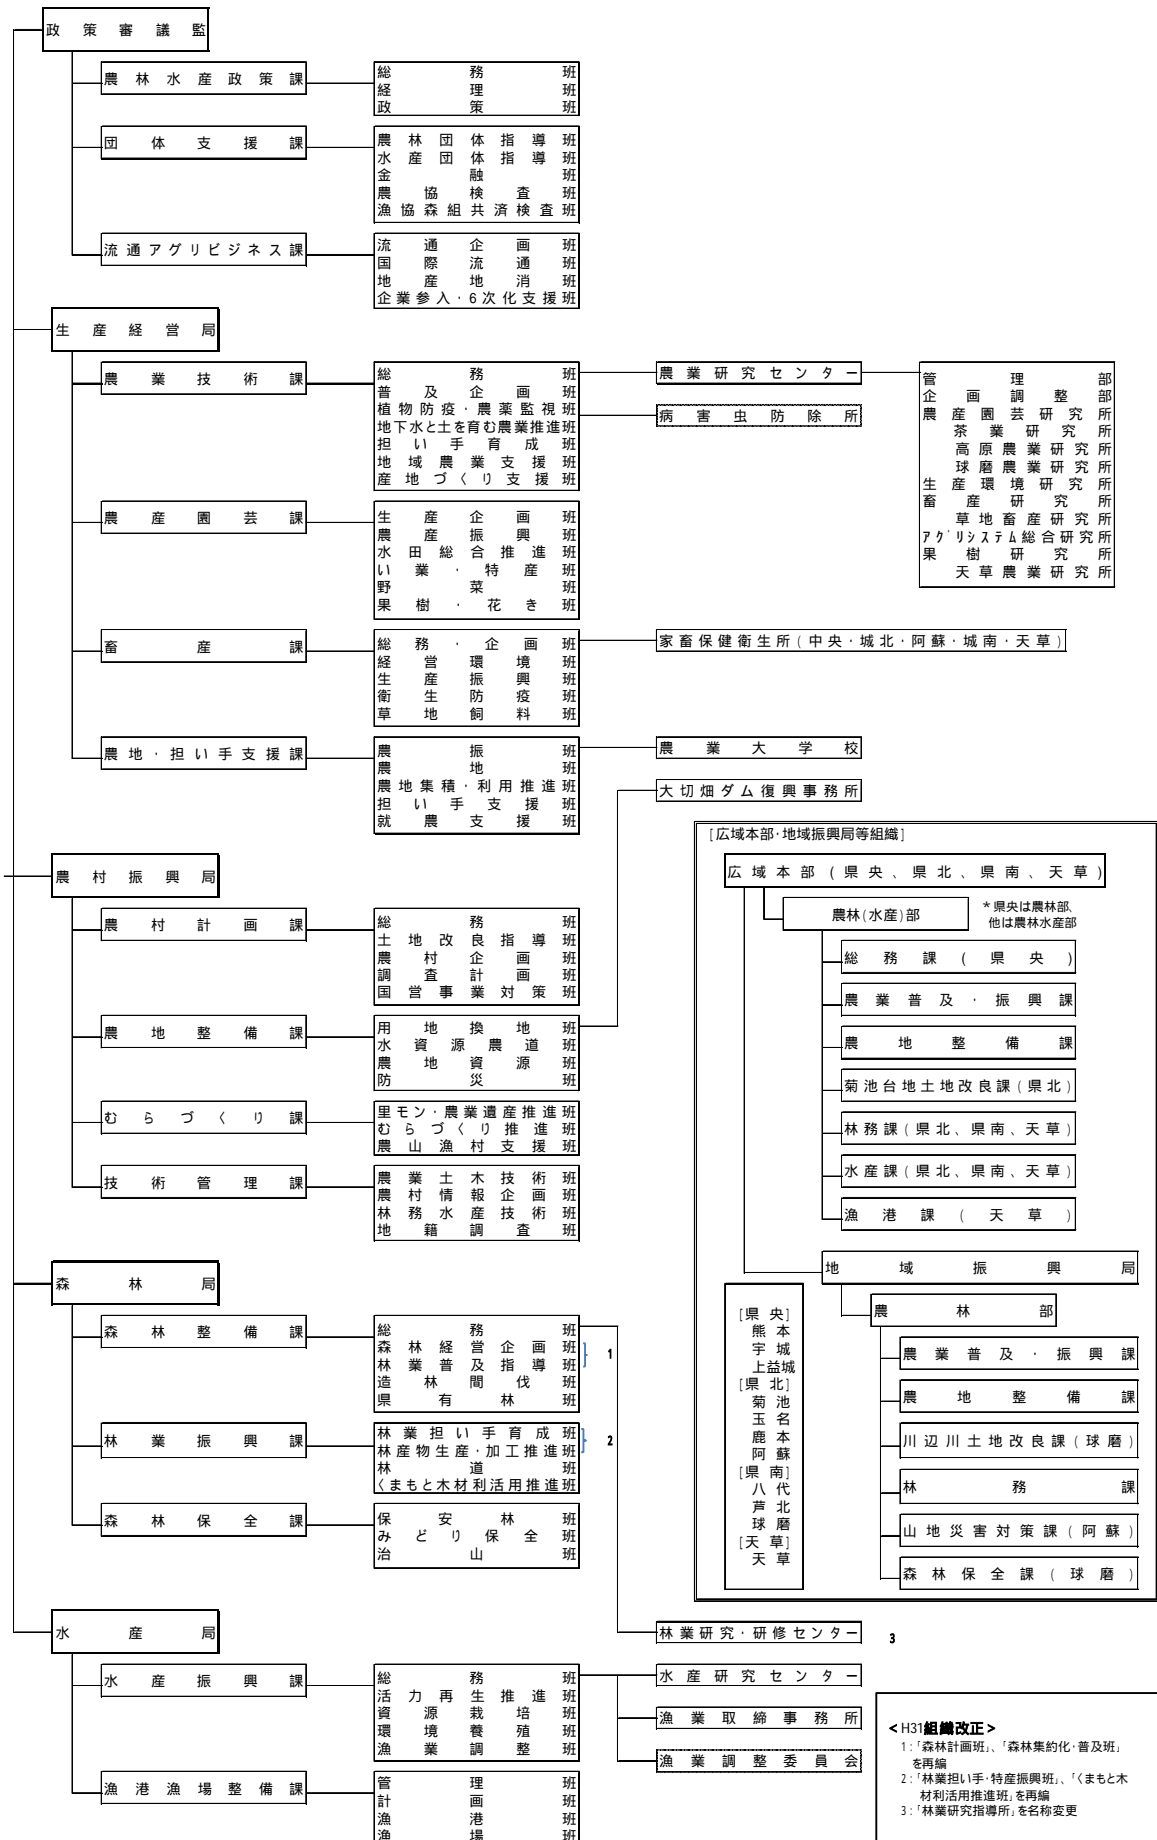 政策審議監
農林水産政策課
総務班
経理班
政策班
団体支援課
農林団体指導班
水産団体指導班
金融班
農協検査班
漁協森組共済検査班
流通アグリビジネス課
流通企画班
国際流通班
地産地消班
企業参入・6次化支援班
生産経営局
農業技術課
総務班
普及企画班
植物防疫・農薬監視班
地下水と土を育む農業推進班
担い手育成班
地域農業支援班
産地づくり支援班
農業研究センター
病害虫防除所
管理部
企画調整部
農産園芸研究所
茶業研究所
高原農業研究所
球磨農業研究所
生産環境研究所
畜産研究所
草地畜産研究所
アグリシステム総合研究所
果樹研究所
天草農業研究所
農産園芸課
生産企画班
農産振興班
水田総合推進班
い業・特産班
野菜班
果樹・花き班
畜産課
総務・企画班
経営環境班
生産振興班
衛生防疫班
草地飼料班
家畜保健衛生所(中央・城北・阿蘇・城南・天草)
農地・担い手支援課
農振班
農地班
農地集積・利用推進班
担い手支援班
就農支援班
農業大学校
大切畑ダム復興事務所
農村振興局
農村計画課
総務班
土地改良指導班
農村企画班
調査計画班
国営事業対策班
農地整備課
用地換地班
水資源農道班
農地資源班
防災班
むらづくり課
里モン・農業遺産推進班
むらづくり推進班
農山漁村支援班
技術管理課
農業土木技術班
農村情報企画班
林務水産技術班
地籍調査班
[広域本部・地域振興局等組織]
広域本部(県央、県北、県南、天草)
農林(水産)部
*県央は農林部、
他は農林水産部
総務課(県央)
農業普及・振興課
農地整備課
菊池台地土地改良課(県北)
林務課(県北、県南、天草)
水産課(県北、県南、天草)
漁港課(天草)
地域振興局
農林部
農業普及・振興課
農地整備課
川辺川土地改良課(球磨)
林務課
山地災害対策課(阿蘇)
森林保全課(球磨)
[県央]
熊本
宇城
上益城
[県北]
菊池
玉名
鹿本
阿蘇
[県南]
八代
芦北
球磨
[天草]
天草
森林局
森林整備課
総務班
森林経営企画班
林業普及指導班
造林間伐班
県有林班
1
林業振興課
林業担い手育成班
林産物生産・加工推進班
林道班
くまもと木材利活用推進班
2
森林保全課
保安林班
みどり保全班
治山班
水産局
林業研究・研修センター
3
水産振興課
総務班
活力再生推進班
資源栽培班
環境養殖班
漁業調整班
水産研究センター
漁業取締事務所
漁業調整委員会
漁港漁場整備課
管理班
計画班
漁港班
漁場班
<H31組織改正>
1:「森林計画班」、「森林集約化・普及班」
を再編
2:「林業担い手・特産振興班」、「くまもと木
材利活用推進班」を再編
3:「林業研究指導所」を名称変更